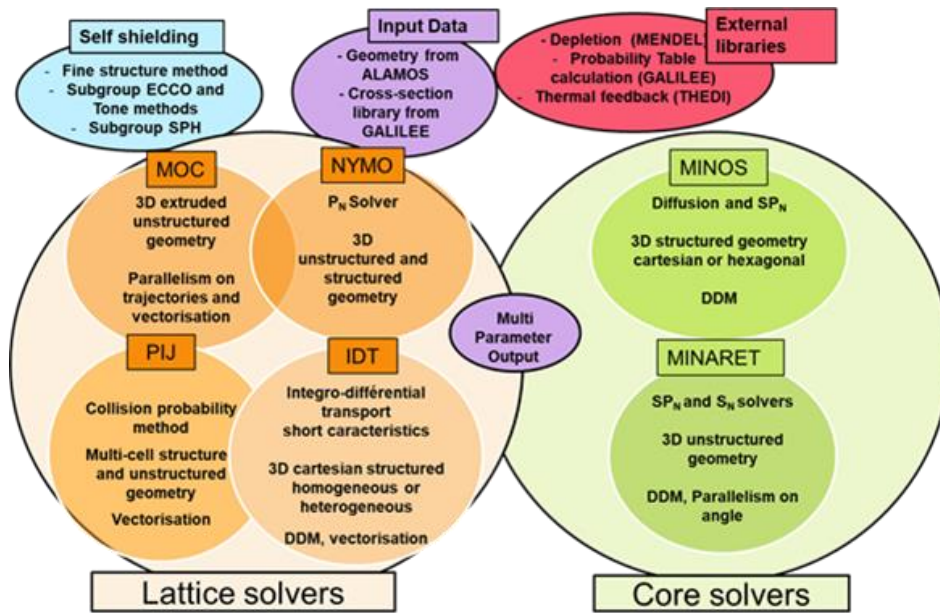 Self shielding
- Fine structure method
- Subgroup ECCO and
Tone methods
- Subgroup SPH
Input Data
- Geometry from
ALAMOS
- Cross-section
library from
GALILEE
External
libraries
- Depletion (MENDEL)
- Probability Table
calculation (GALILEE)
- Thermal feedback (THEDI)
MOC
3D extruded
unstructured
geometry
Parallelism on
trajectories and
vectorisation
NYMO
PN Solver
3D
unstructured and
structured
geometry
PIJ
Collision probability
method
Multi-cell structure
and unstructured
geometry
Vectorisation
IDT
Integro-différential
transport
short characteristics
3D cartesian structured
homogeneous or
heterogeneous
DDM, vectorisation
Multi
Parameter
Output
MINOS
Diffusion and SPN
3D structured geometry
cartesian or hexagonal
DDM
MINARET
SPN and SN solvers
3D unstructured
geometry
DDM, Parallelism on
angle
Lattice solvers
Core solvers